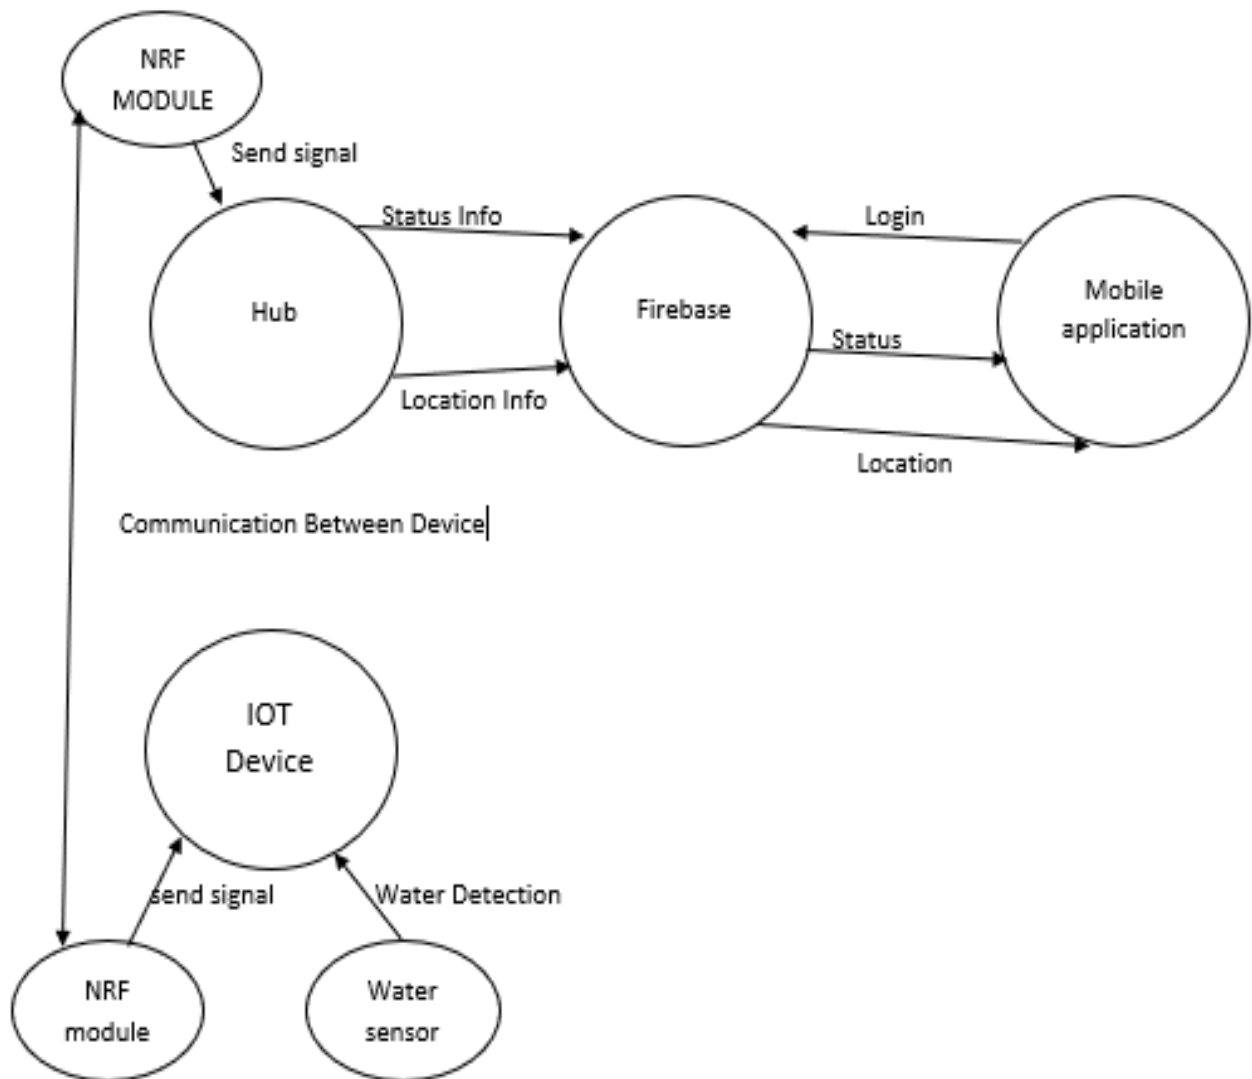 NRF
MODULE
Send signal
Status Info
Login
Hub
Firebase
Mobile
application
Status
Location Info
Location
Communication Between Device
IOT
Device
send signal
Water Detection
NRF
module
Water
sensor